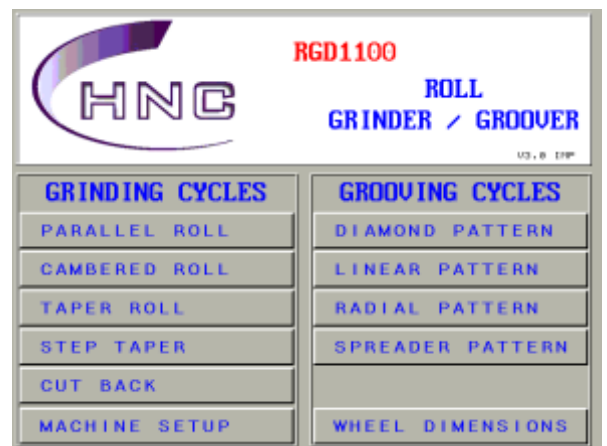 HNC
RGD1100
ROLL
GRINDER / GROOVER
V3.0 IMP
GRINDING CYCLES
PARALLEL ROLL
CAMBERED ROLL
TAPER ROLL
STEP TAPER
CUT BACK
MACHINE SETUP
GROOVING CYCLES
DIAMOND PATTERN
LINEAR PATTERN
RADIAL PATTERN
SPREADER PATTERN
WHEEL DIMENSIONS